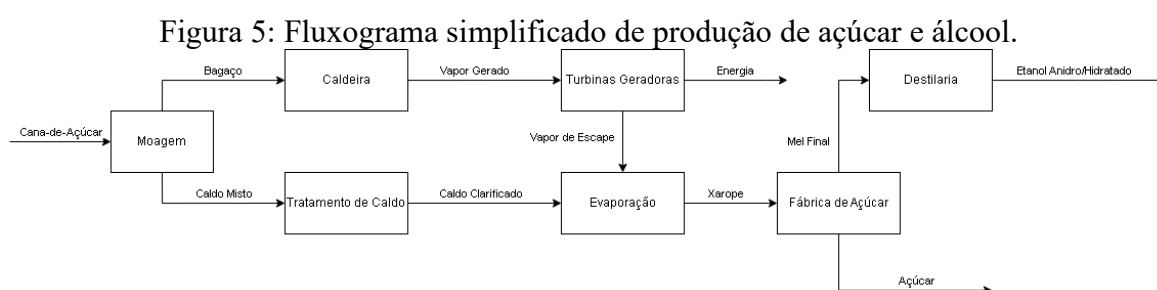 Figura 5: Fluxograma simplificado de produção de açúcar e álcool.
Bagaço
Caldeira
Vapor Gerado
Turbinas Geradoras
Energia
Destilaria
Etanol Anidro/Hidratado
Cana-de-Açúcar
Moagem
Vapor de Escape
Mel Final
Caldo Misto
Tratamento de Caldo
Caldo Clarificado
Evaporação
Xarope
Fábrica de Açúcar
Açúcar